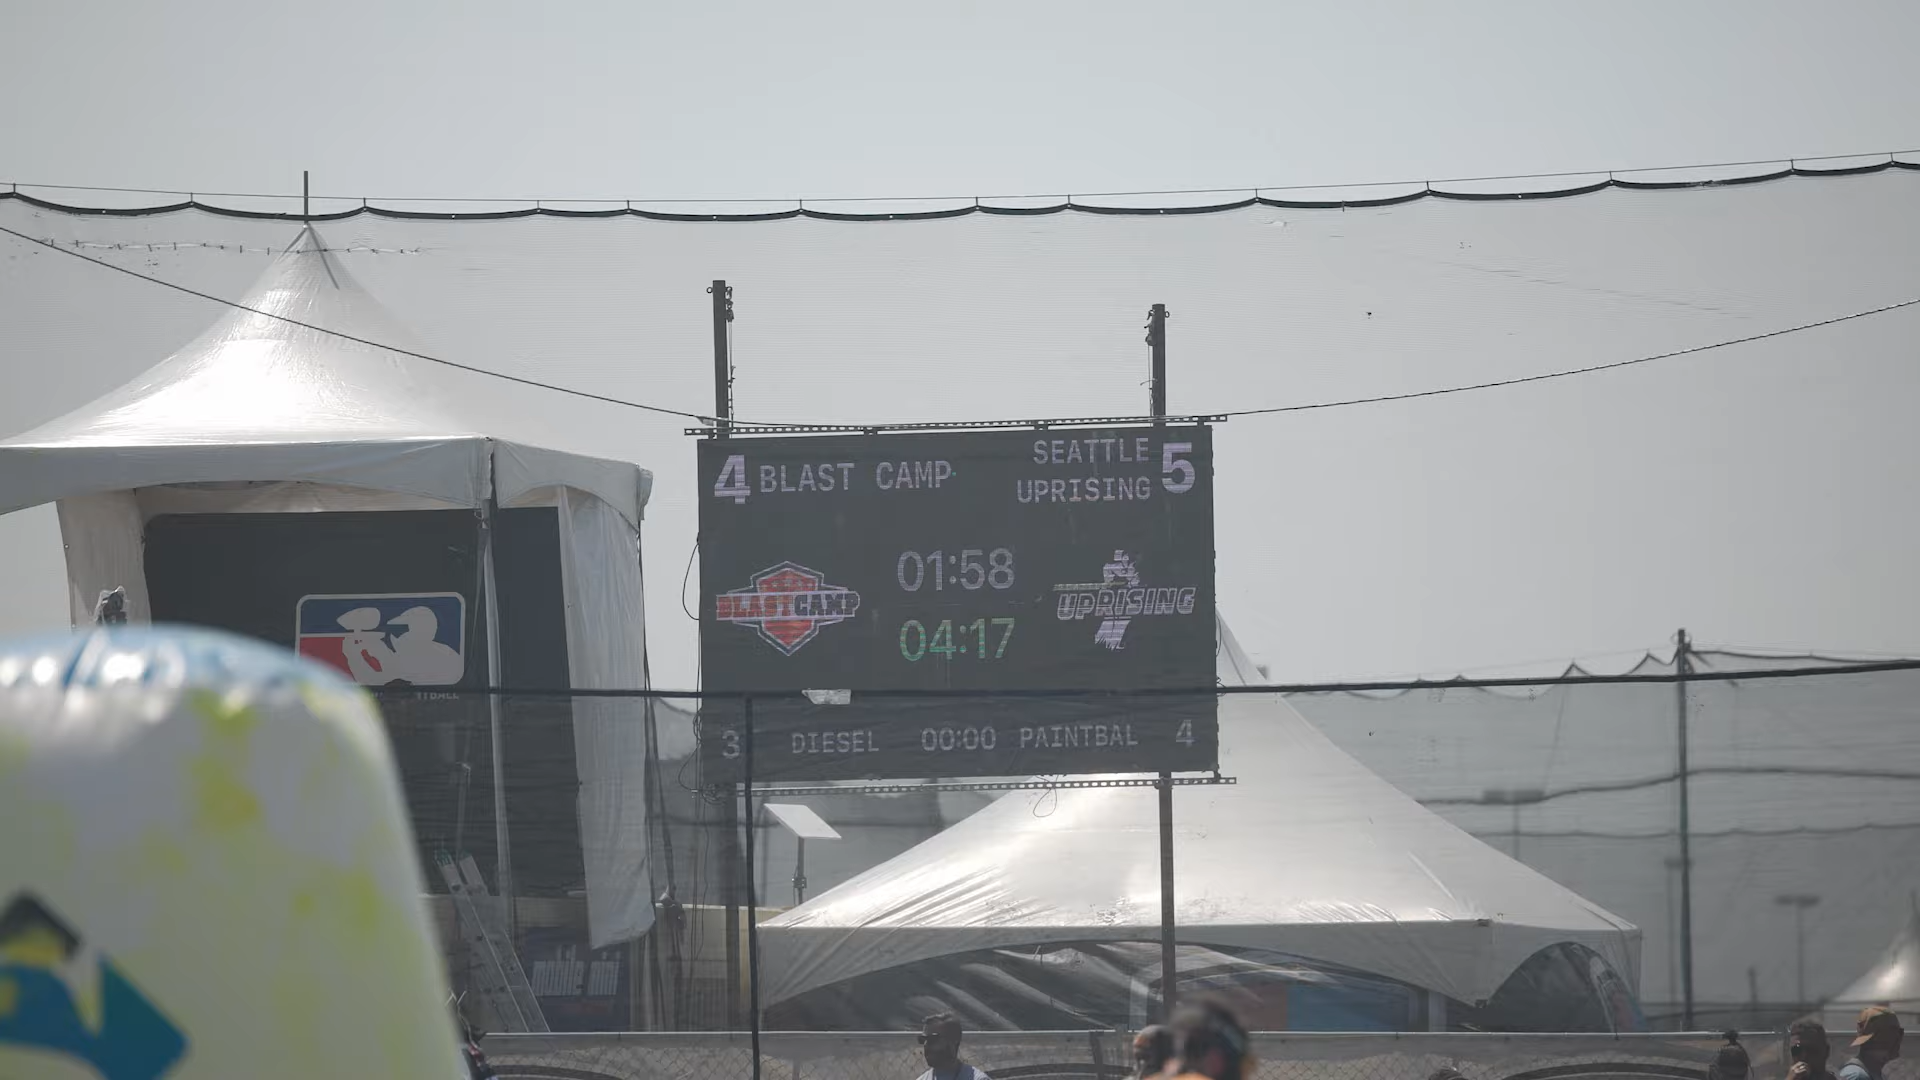 4 BLAST CAMP
SEATTLE
UPRISING 5
01:58
BLASTCAMP
UPRISING
04:17
3 DIESEL 00:00 PAINTBAL 4